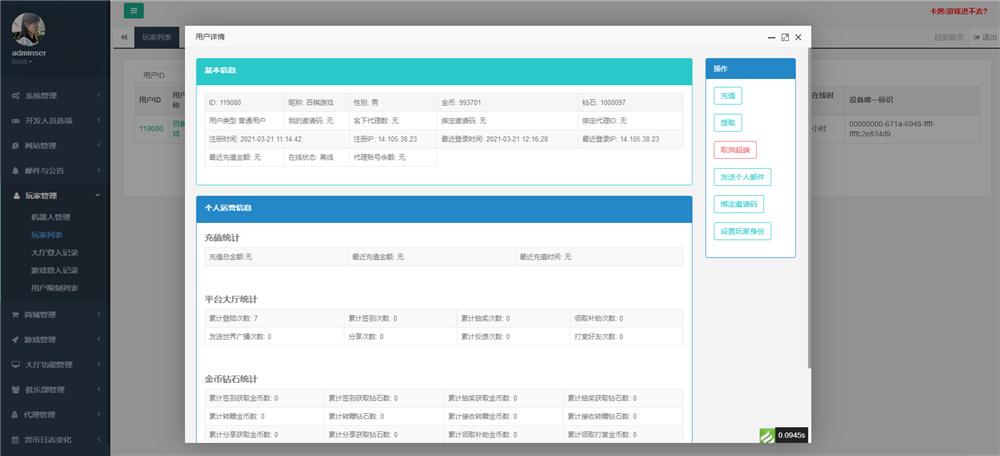 adminser
boss
系统管理
开发人员选项
网站管理
邮件与公告
玩家管理
机器人管理
玩家列表
大厅登入记录
游戏登入记录
用户限制列表
商城管理
游戏管理
大厅功能管理
俱乐部管理
代理管理
货币日志变化
卡房/游戏进不去?
玩家列表
回到首页
退出
用户ID
用户ID 用户
称
119080 百棋
戏
在线时
设备唯一标识
小时
00000000-671a-6948-ffff-
ffffc2e834d9
用户详情
基本信息
ID: 119080 昵称: 百棋游戏 性别: 男 金币: 993701 钻石: 1000097
用户类型: 普通用户 我的邀请码: 无 名下代理数: 无 绑定邀请码: 无 绑定代理ID: 无
注册时间: 2021-03-21 11:14:42 注册IP: 14.105.38.23 最近登录时间: 2021-03-21 12:16:28 最近登录IP: 14.105.38.23
最近充值金额: 无 在线状态: 离线 代理账号余额: 无
个人运营信息
充值统计
充值总金额:无 最近充值金额: 无 最近充值时间: 无
平台大厅统计
累计登陆次数: 7 累计签到次数: 0 累计抽奖次数: 0 领取补助次数: 0
发送世界广播次数: 0 分享次数: 0 累计反馈次数: 0 打赏好友次数: 0
金币钻石统计
累计签到获取金币数: 0 累计签到获取钻石数: 0 累计抽奖获取金币数: 0 累计抽奖获取钻石数: 0
累计转赠金币数: 0 累计转赠钻石数: 0 累计接收转赠金币数: 0 累计接收转赠钻石数: 0
累计分享获取金币数: 0 累计分享获取钻石数: 0 累计领取补助金币数: 0 累计领取打赏金币数: 0
操作
充值
提取
取消超端
发送个人邮件
绑定邀请码
设置玩家身份
0.0945s